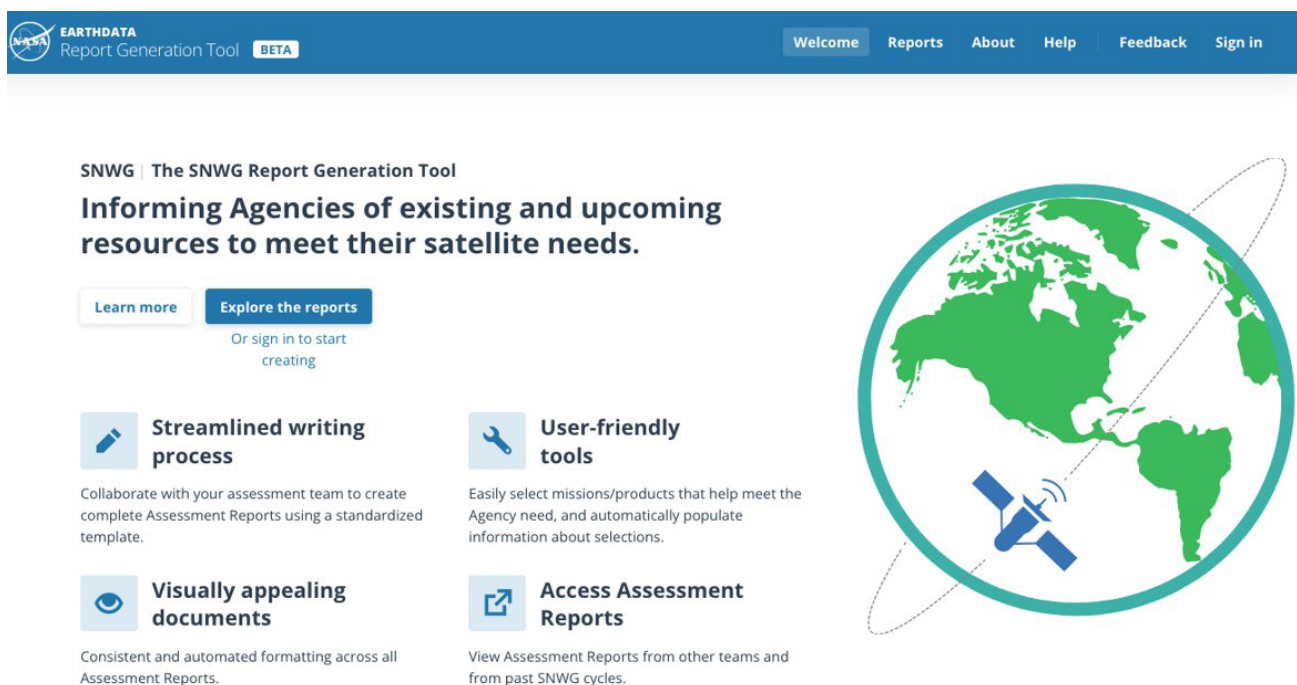 NASA
EARTHDATA
Report Generation Tool BETA
Welcome Reports About Help Feedback Sign in
SNWG | The SNWG Report Generation Tool
Informing Agencies of existing and upcoming
resources to meet their satellite needs.
Learn more
Explore the reports
Or sign in to start
creating
Streamlined writing
process
Collaborate with your assessment team to create
complete Assessment Reports using a standardized
template.
User-friendly
tools
Easily select missions/products that help meet the
Agency need, and automatically populate
information about selections.
Visually appealing
documents
Consistent and automated formatting across all
Assessment Reports.
Access Assessment
Reports
View Assessment Reports from other teams and
from past SNWG cycles.